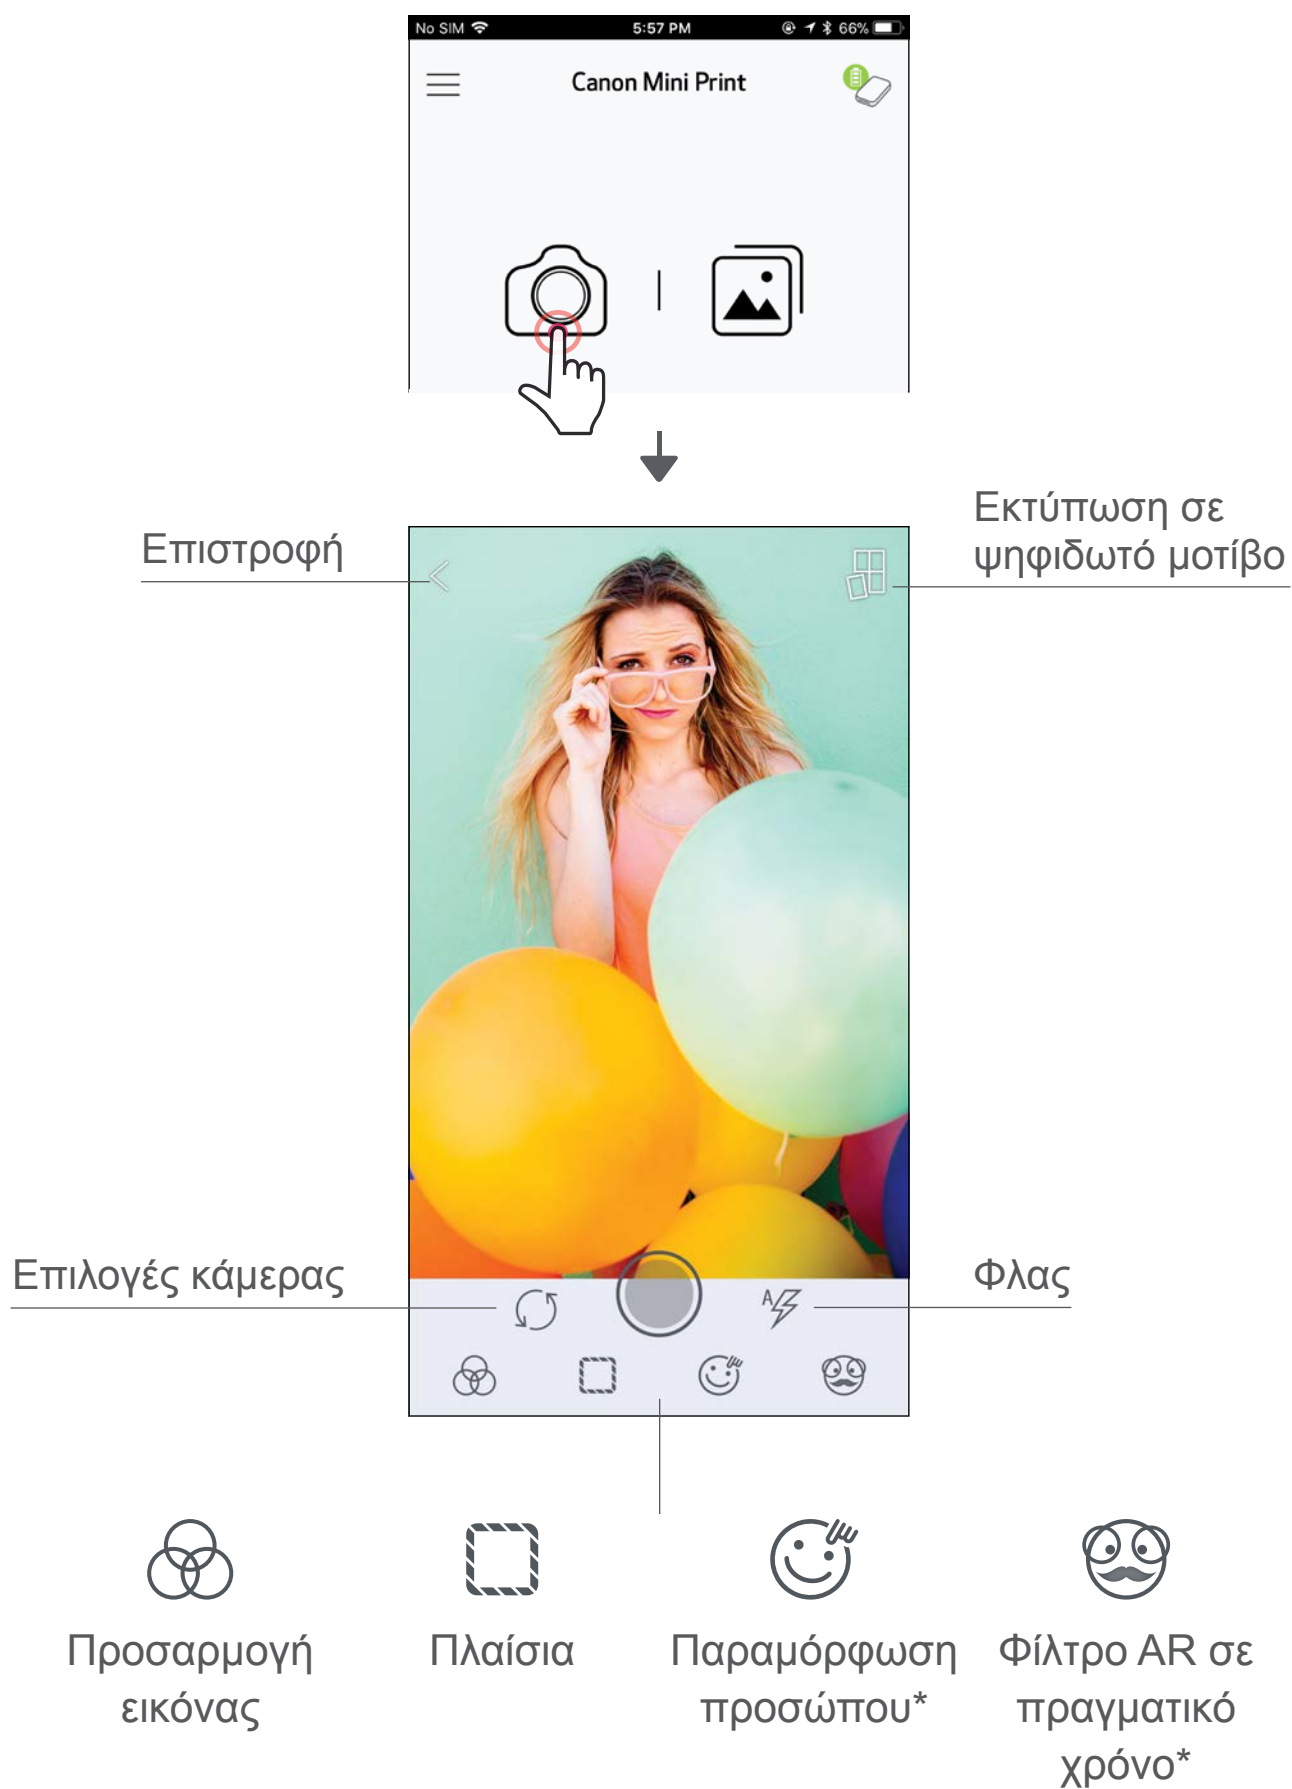 No SIM 5:57 PM 66%
Canon Mini Print
Εκτύπωση σε
ψηφιδωτό μοτίβο
Επιστροφή
Επιλογές κάμερας
Φλας
A
Προσαρμογή
εικόνας
Πλαίσια
Παραμόρφωση
προσώπου*
Φίλτρο AR σε
πραγματικό
χρόνο*